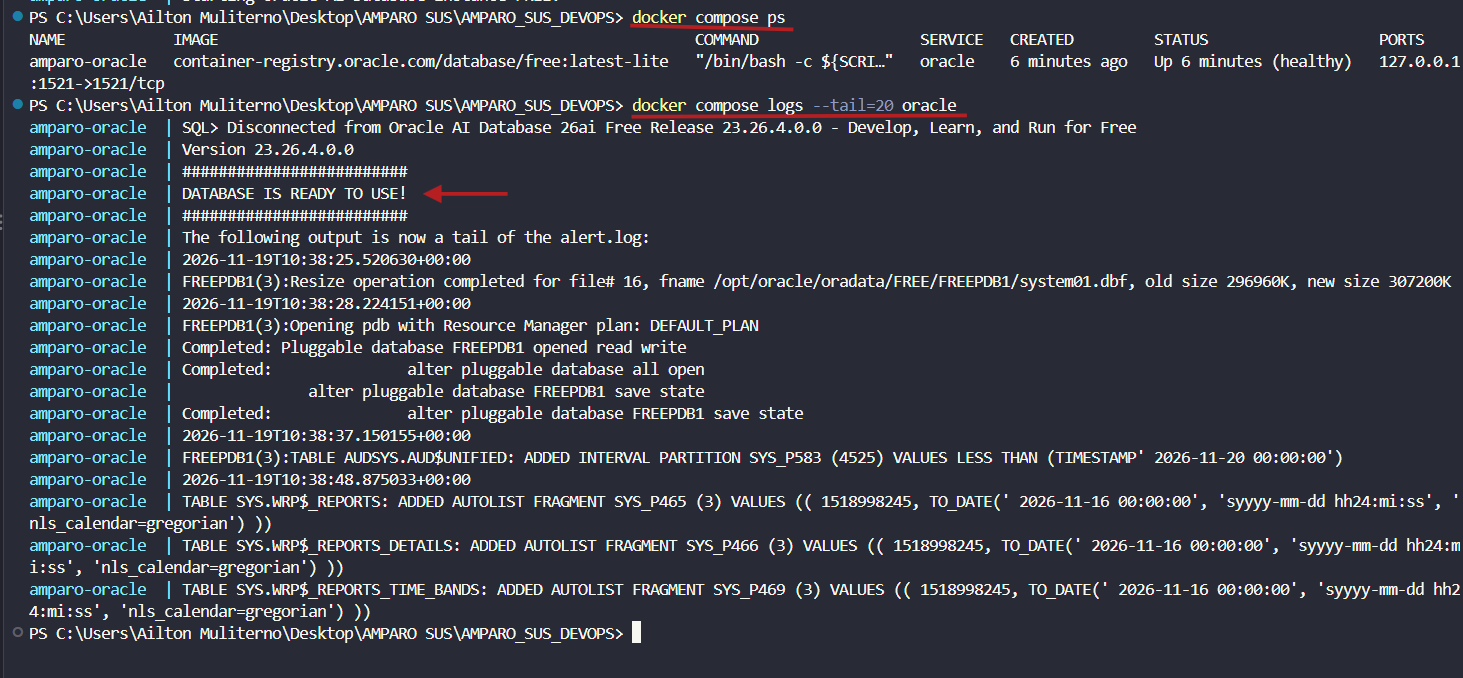 PS C:\Users\Ailton Muliterno\Desktop\AMPARO SUS\AMPARO_SUS_DEVOPS> docker compose ps
NAME IMAGE COMMAND SERVICE CREATED STATUS PORTS
amparo-oracle container-registry.oracle.com/database/free:latest-lite "/bin/bash -c ${SCRI…" oracle 6 minutes ago Up 6 minutes (healthy) 127.0.0.1
:1521->1521/tcp
PS C:\Users\Ailton Muliterno\Desktop\AMPARO SUS\AMPARO_SUS_DEVOPS> docker compose logs --tail=20 oracle
amparo-oracle | SQL> Disconnected from Oracle AI Database 26ai Free Release 23.26.4.0.0 - Develop, Learn, and Run for Free
amparo-oracle | Version 23.26.4.0.0
amparo-oracle | #########################
amparo-oracle | DATABASE IS READY TO USE!
amparo-oracle | #########################
amparo-oracle | The following output is now a tail of the alert.log:
amparo-oracle | 2026-11-19T10:38:25.520630+00:00
amparo-oracle | FREEPDB1(3):Resize operation completed for file# 16, fname /opt/oracle/oradata/FREE/FREEPDB1/system01.dbf, old size 296960K, new size 307200K
amparo-oracle | 2026-11-19T10:38:28.224151+00:00
amparo-oracle | FREEPDB1(3):Opening pdb with Resource Manager plan: DEFAULT_PLAN
amparo-oracle | Completed: Pluggable database FREEPDB1 opened read write
amparo-oracle | Completed: alter pluggable database all open
amparo-oracle | alter pluggable database FREEPDB1 save state
amparo-oracle | Completed: alter pluggable database FREEPDB1 save state
amparo-oracle | 2026-11-19T10:38:37.150155+00:00
amparo-oracle | FREEPDB1(3):TABLE AUDSYS.AUD$UNIFIED: ADDED INTERVAL PARTITION SYS_P583 (4525) VALUES LESS THAN (TIMESTAMP' 2026-11-20 00:00:00')
amparo-oracle | 2026-11-19T10:38:48.875033+00:00
amparo-oracle | TABLE SYS.WRP$_REPORTS: ADDED AUTOLIST FRAGMENT SYS_P465 (3) VALUES (( 1518998245, TO_DATE(' 2026-11-16 00:00:00', 'syyyy-mm-dd hh24:mi:ss', '
nls_calendar=gregorian') ))
amparo-oracle | TABLE SYS.WRP$_REPORTS_DETAILS: ADDED AUTOLIST FRAGMENT SYS_P466 (3) VALUES (( 1518998245, TO_DATE(' 2026-11-16 00:00:00', 'syyyy-mm-dd hh24:m
i:ss', 'nls_calendar=gregorian') ))
amparo-oracle | TABLE SYS.WRP$_REPORTS_TIME_BANDS: ADDED AUTOLIST FRAGMENT SYS_P469 (3) VALUES (( 1518998245, TO_DATE(' 2026-11-16 00:00:00', 'syyyy-mm-dd hh2
4:mi:ss', 'nls_calendar=gregorian') ))
PS C:\Users\Ailton Muliterno\Desktop\AMPARO SUS\AMPARO_SUS_DEVOPS>